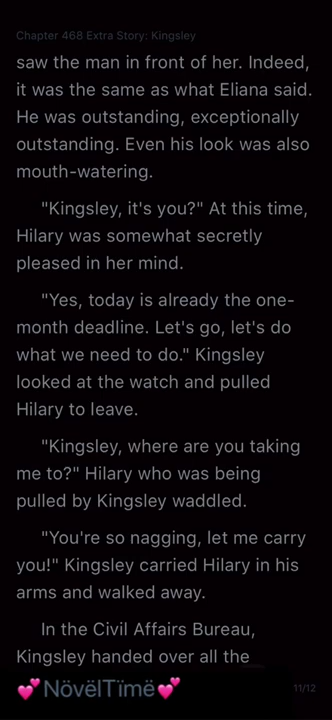 Chapter 468 Extra Story: Kingsley
saw the man in front of her. Indeed,
it was the same as what Eliana said.
He was outstanding, exceptionally
outstanding. Even his look was also
mouth-watering.
"Kingsley, it's you?" At this time,
Hilary was somewhat secretly
pleased in her mind.
"Yes, today is already the one-
month deadline. Let's go, let's do
what we need to do." Kingsley
looked at the watch and pulled
Hilary to leave.
"Kingsley, where are you taking
me to?" Hilary who was being
pulled by Kingsley waddled.
"You're so nagging, let me carry
you!" Kingsley carried Hilary in his
arms and walked away.
In the Civil Affairs Bureau,
Kingsley handed over all the
💕NövëlTïmë💕
11/12